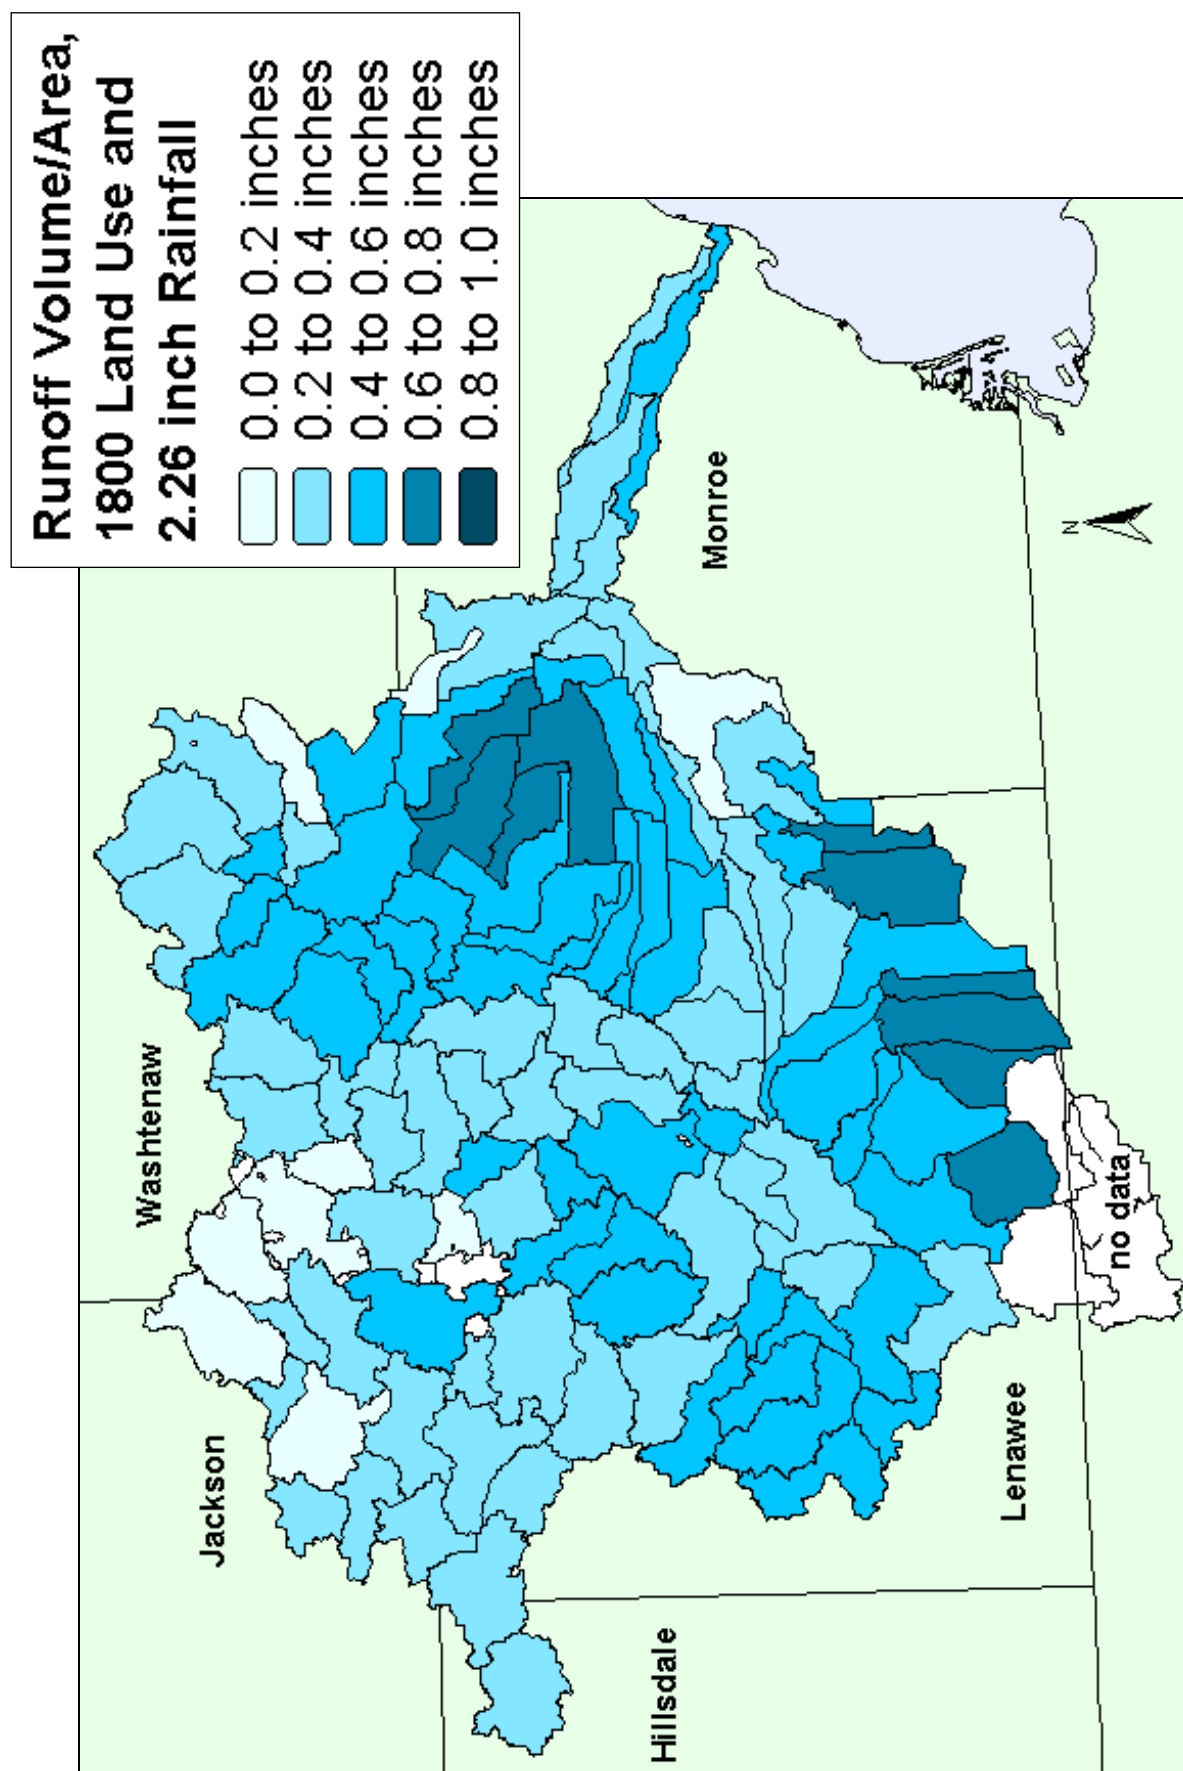 Runoff Volume/Area,
1800 Land Use and
2.26 inch Rainfall
0.0 to 0.2 inches
0.2 to 0.4 inches
0.4 to 0.6 inches
0.6 to 0.8 inches
0.8 to 1.0 inches
Washtenaw
Jackson
Monroe
Hillsdale
Lenawee
no data
N